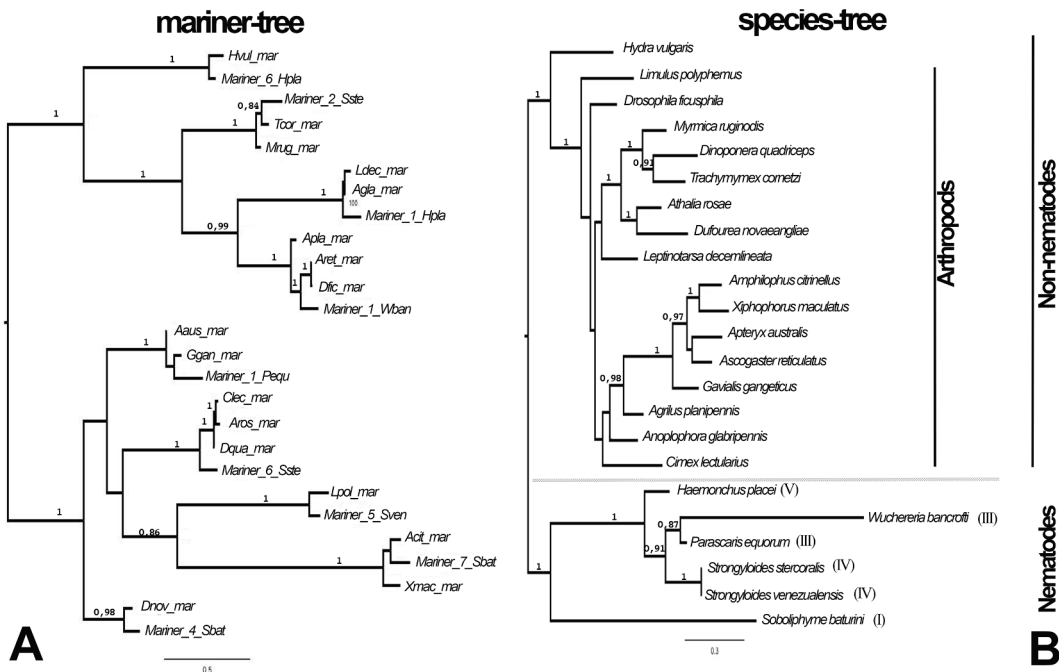 mariner-tree
1
Hvul_mar
Mariner_6_Hpla
1
0,84
Mariner_2_Sste
1
Tcor_mar
Mrug_mar
1
Ldec_mar
1
Agla_mar
100
Mariner_1_Hpla
0,99
Apla_mar
1
1
Aret_mar
1
Dfic_mar
Mariner_1_Wban
Aaus_mar
1
Ggan_mar
Mariner_1_Pequ
Clec_mar
1
1
Aros_mar
1
Dqua_mar
Mariner_6_Sste
Lpol_mar
1
Mariner_5_Sven
1
0.86
Acit_mar
1
Mariner_7_Sbat
Xmac_mar
Dnov_mar
0,98
Mariner_4_Sbat
A
0.5
species-tree
Hydra vulgaris
Limulus polyphemus
1
Drosophila ficusphila
Myrmica ruginodis
1
1
Dinoponera quadriceps
0,91
Trachymymex cornetzi
1
Athalia rosae
1
Dufourea novaeangliae
Leptinotarsa decemlineata
Amphilophus citrinellus
1
Xiphophorus maculatus
0,97
Apteryx australis
1
Ascogaster reticulatus
0,98
Gavialis gangeticus
Agrilus planipennis
Anoplophora glabripennis
Cimex lectularius
Arthropods
Non-nematodes
Haemonchus placei (V)
1
Wuchereria bancrofti (III)
0,87
Parascaris equorum (III)
0,91
Strongyloides stercoralis (IV)
1
Strongyloides venezualensis (IV)
1
Soboliphyme baturini (I)
Nematodes
0.3
B